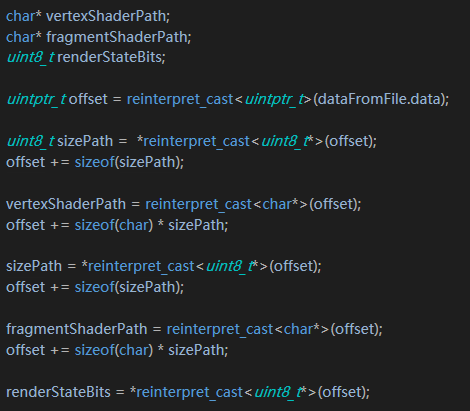 char* vertexShaderPath;
char* fragmentShaderPath;
uint8_t renderStateBits;
uintptr_t offset = reinterpret_cast<uintptr_t>(dataFromFile.data);
uint8_t sizePath =  *reinterpret_cast<uint8_t*>(offset);
offset += sizeof(sizePath);
vertexShaderPath = reinterpret_cast<char*>(offset);
offset += sizeof(char) * sizePath;
sizePath = *reinterpret_cast<uint8_t*>(offset);
offset += sizeof(sizePath);
fragmentShaderPath = reinterpret_cast<char*>(offset);
offset += sizeof(char) * sizePath;
renderStateBits = *reinterpret_cast<uint8_t*>(offset);